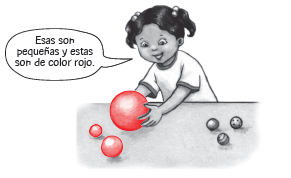 Esas son
pequeñas y estas
son de color rojo.